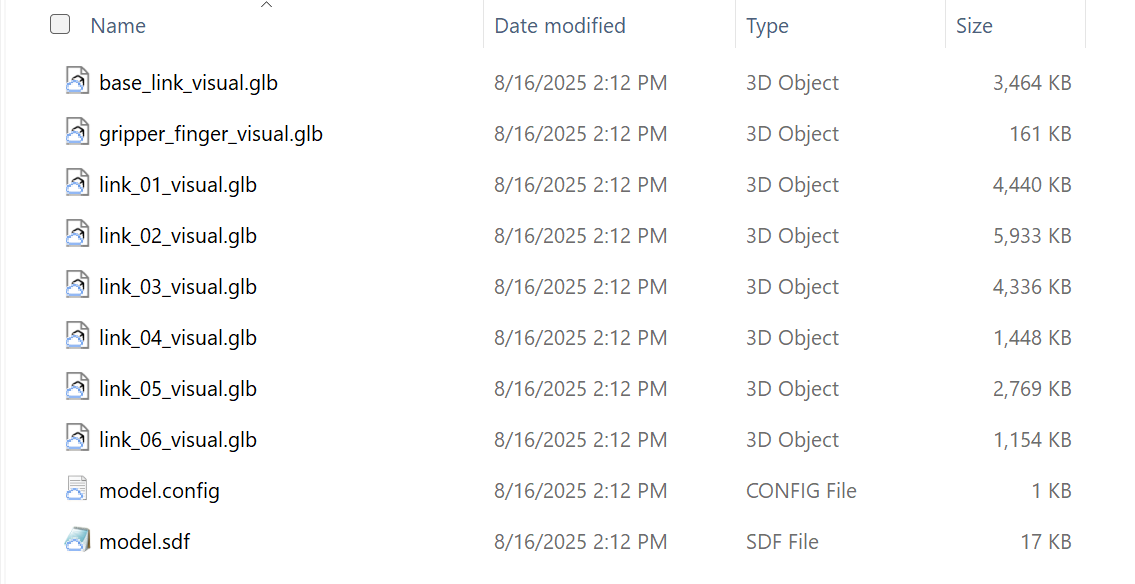 Name Date modified Type Size
base_link_visual.glb 8/16/2025 2:12 PM 3D Object 3,464 KB
gripper_finger_visual.glb 8/16/2025 2:12 PM 3D Object 161 KB
link_01_visual.glb 8/16/2025 2:12 PM 3D Object 4,440 KB
link_02_visual.glb 8/16/2025 2:12 PM 3D Object 5,933 KB
link_03_visual.glb 8/16/2025 2:12 PM 3D Object 4,336 KB
link_04_visual.glb 8/16/2025 2:12 PM 3D Object 1,448 KB
link_05_visual.glb 8/16/2025 2:12 PM 3D Object 2,769 KB
link_06_visual.glb 8/16/2025 2:12 PM 3D Object 1,154 KB
model.config 8/16/2025 2:12 PM CONFIG File 1 KB
model.sdf 8/16/2025 2:12 PM SDF File 17 KB